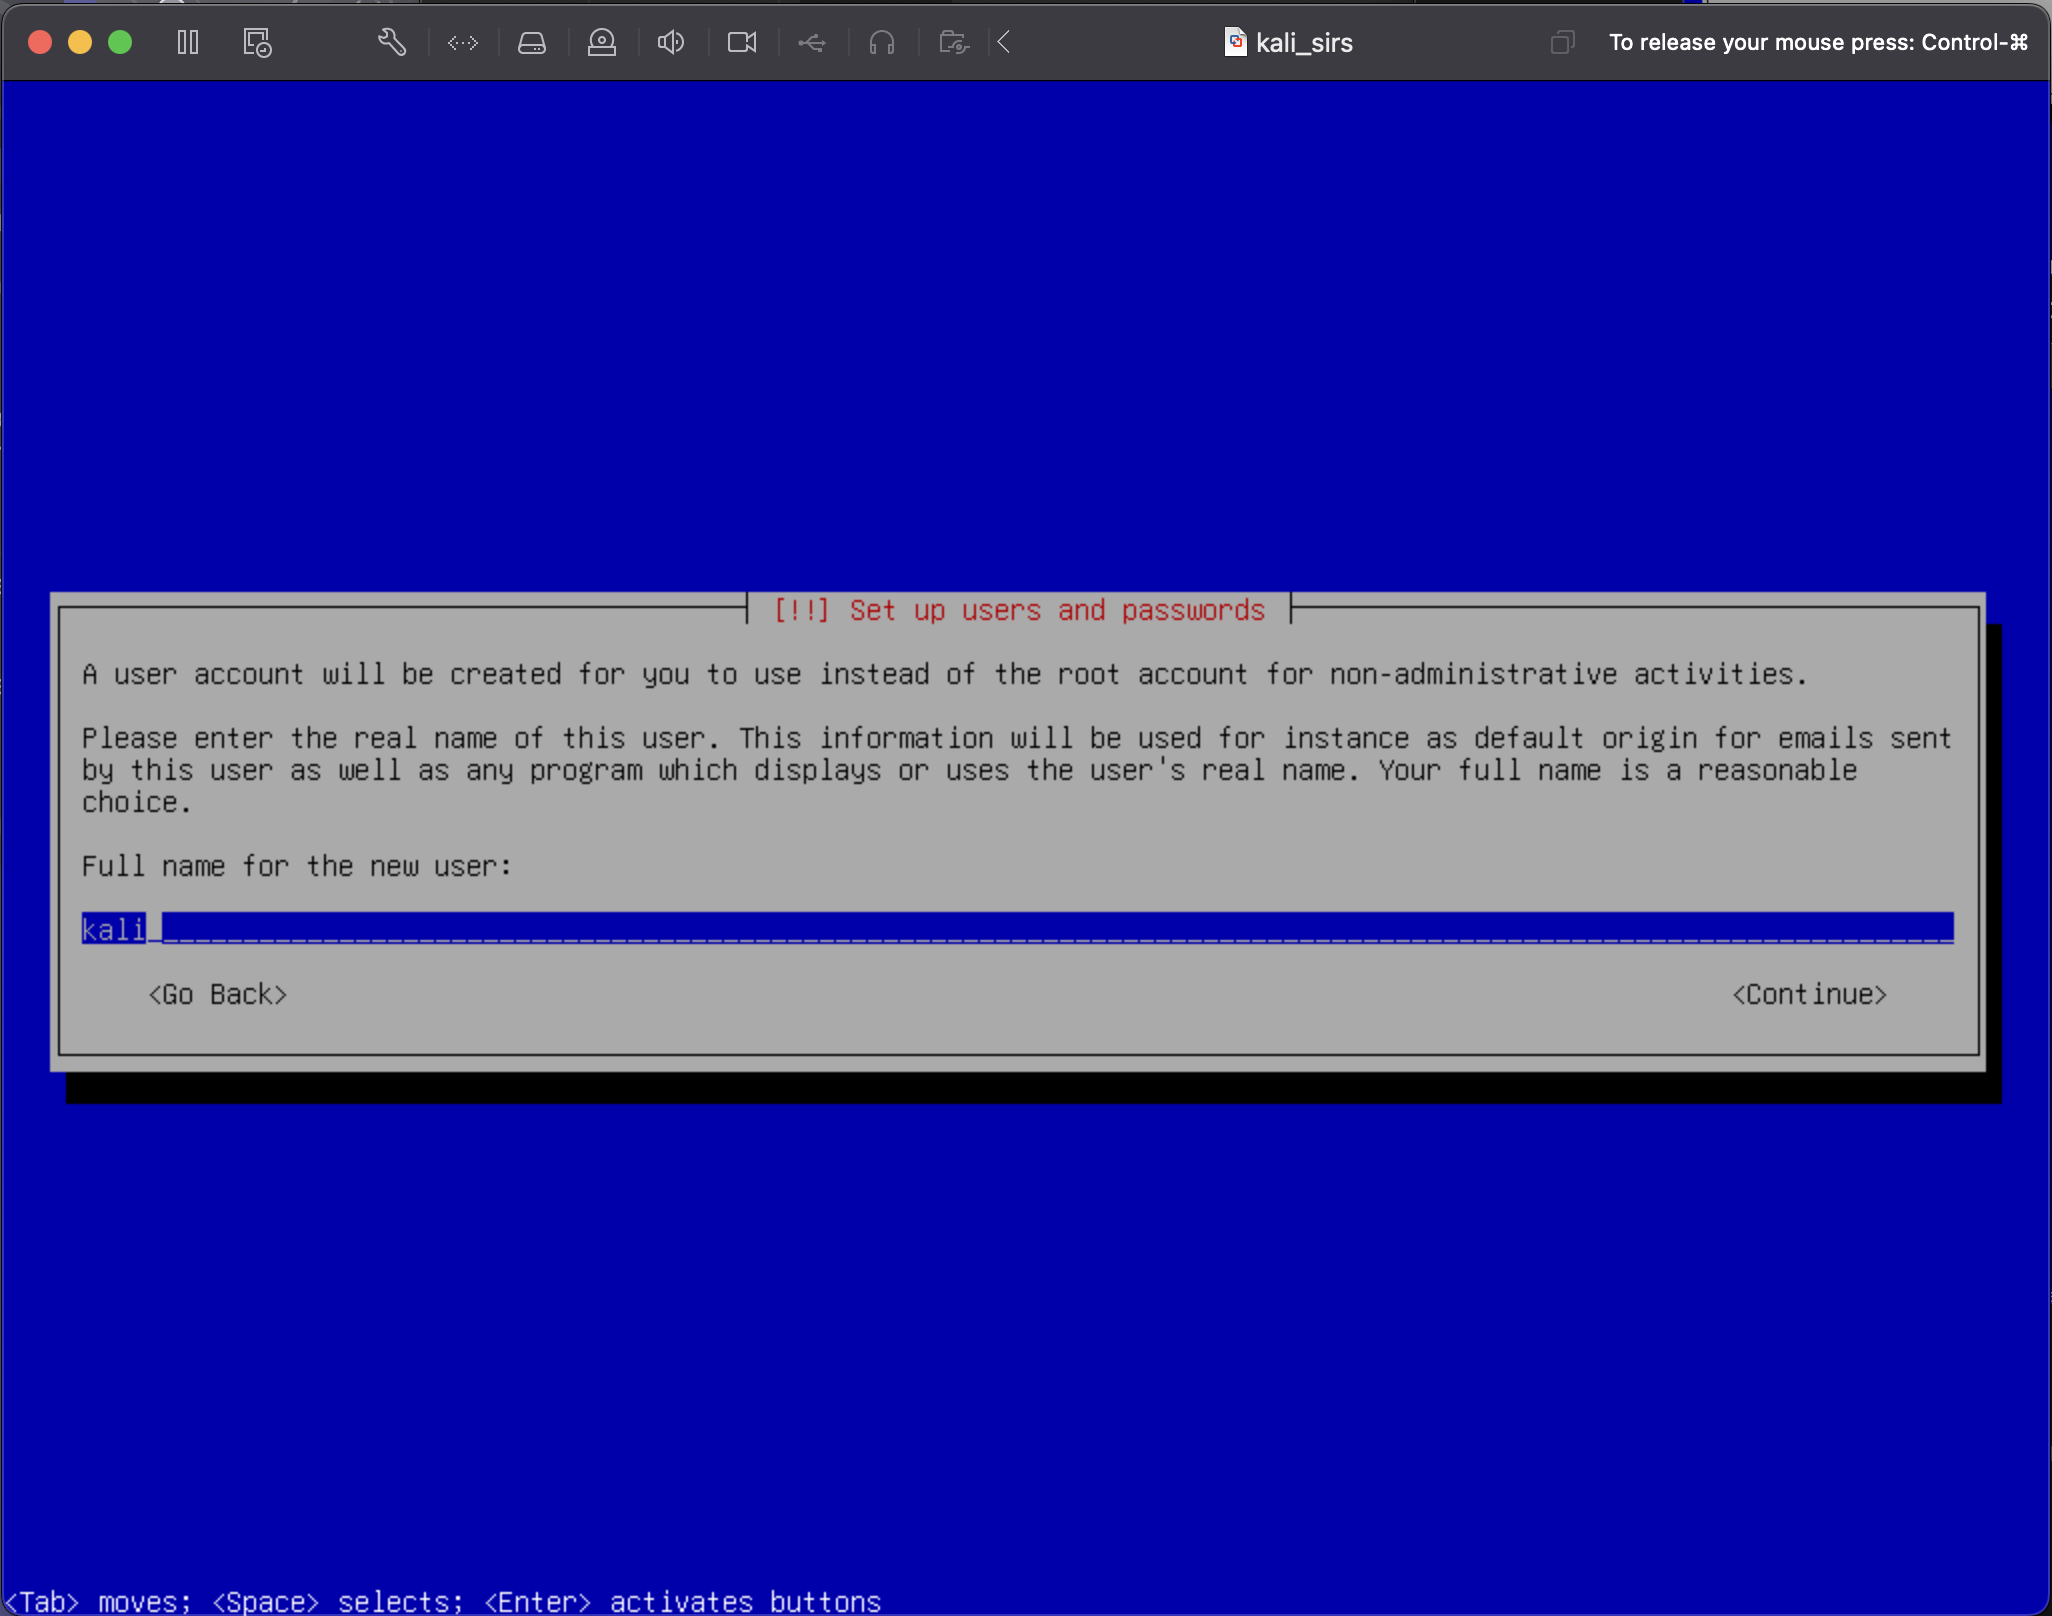 kali_sirs
To release your mouse press: Control-⌘
[!!] Set up users and passwords
A user account will be created for you to use instead of the root account for non-administrative activities.
Please enter the real name of this user. This information will be used for instance as default origin for emails sent
by this user as well as any program which displays or uses the user's real name. Your full name is a reasonable
choice.
Full name for the new user:
kali
<Go Back> <Continue>
<Tab> moves; <Space> selects; <Enter> activates buttons